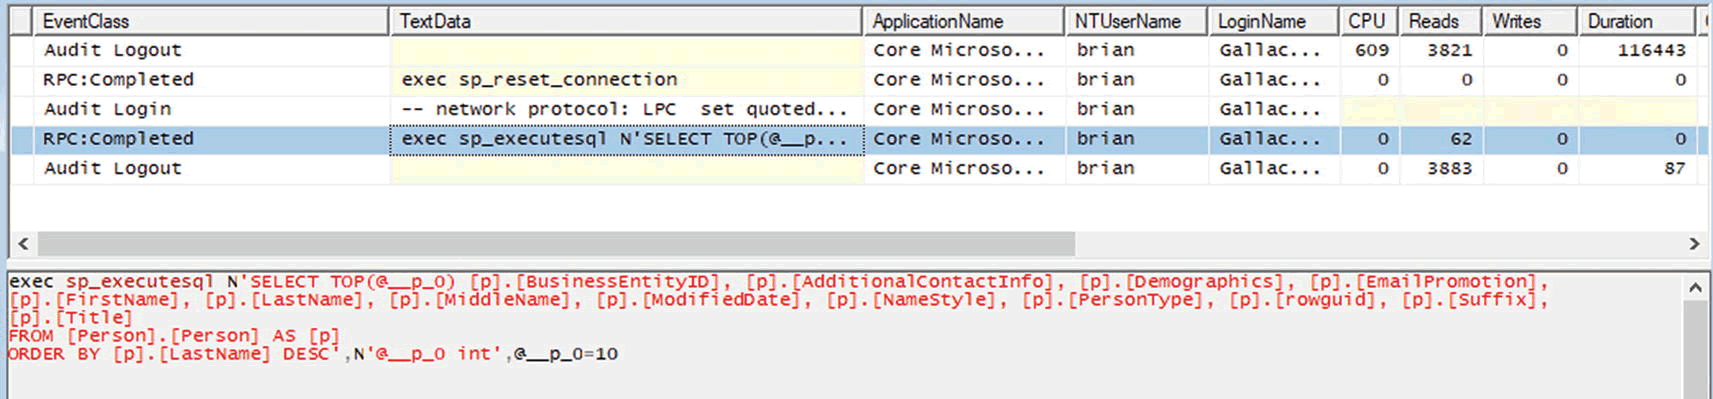 EventClass TextData ApplicationName NTUserName LoginName CPU Reads Writes Duration
Audit Logout Core Microso... brian Gallac... 609 3821 0 116443
RPC:Completed exec sp_reset_connection Core Microso... brian Gallac... 0 0 0 0
Audit Login -- network protocol: LPC set quoted... Core Microso... brian Gallac...
RPC:Completed exec sp_executesql N'SELECT TOP(@__p... Core Microso... brian Gallac... 0 62 0 0
Audit Logout Core Microso... brian Gallac... 0 3883 0 87
exec sp_executesql N'SELECT TOP(@__p_0) [p].[BusinessEntityID], [p].[AdditionalContactInfo], [p].[Demographics], [p].[EmailPromotion],
[p].[FirstName], [p].[LastName], [p].[MiddleName], [p].[ModifiedDate], [p].[NameStyle], [p].[PersonType], [p].[rowguid], [p].[Suffix],
[p].[Title]
FROM [Person].[Person] AS [p]
ORDER BY [p].[LastName] DESC',N'@__p_0 int',@__p_0=10